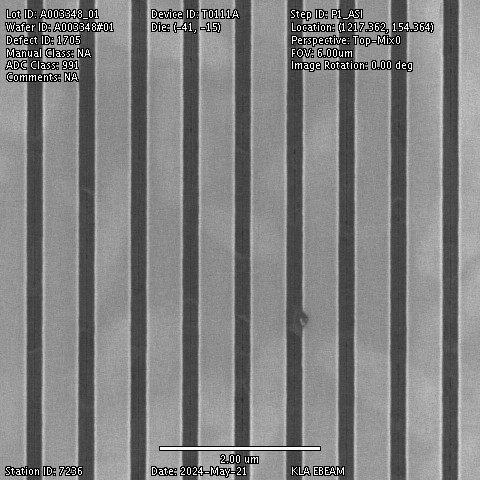 Lot ID: A003348_01
Wafer ID: A003348#01
Defect ID: 1705
Manual Class: NA
ADC Class: 991
Comments: NA
Device ID: T0111A
Die: (-41, -15)
Step ID: P1_ASI
Location: (1217.362, 154.364)
Perspective: Top-Mix0
FOV: 6.00um
Image Rotation: 0.00 deg
2.00 um
Station ID: 7236
Date: 2024-May-21
KLA EBEAM